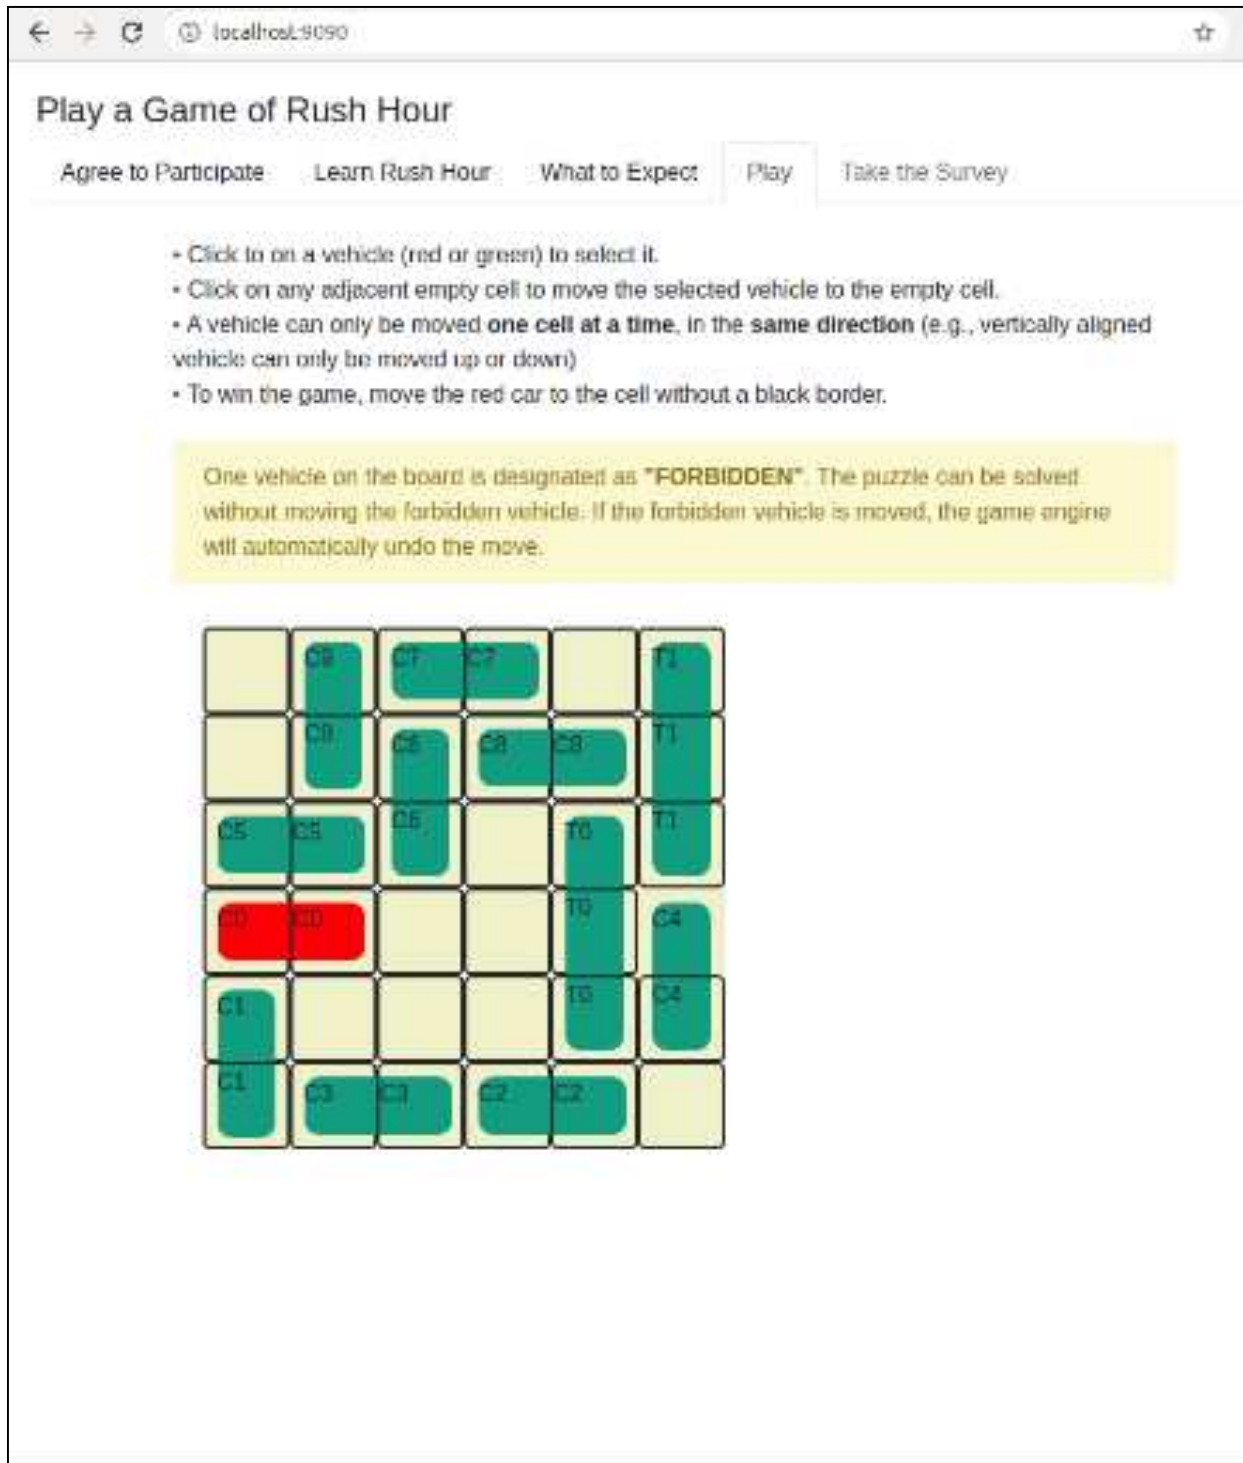 localhost:9090
Play a Game of Rush Hour
Agree to Participate Learn Rush Hour What to Expect Play Take the Survey
• Click to on a vehicle (red or green) to select it.
• Click on any adjacent empty cell to move the selected vehicle to the empty cell.
• A vehicle can only be moved one cell at a time, in the same direction (e.g., vertically aligned
vehicle can only be moved up or down)
• To win the game, move the red car to the cell without a black border.
One vehicle on the board is designated as "FORBIDDEN". The puzzle can be solved
without moving the forbidden vehicle. If the forbidden vehicle is moved, the game engine
will automatically undo the move.
C7 C7 T1
T1
C5 C5 T0 T1
C0 C0 T0 C4
C1 T0 C4
C1 C3 C3 C2 C2